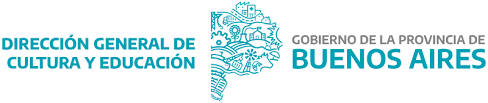 DIRECCIÓN GENERAL DE
CULTURA Y EDUCACIÓN
GOBIERNO DE LA PROVINCIA DE
BUENOS AIRES